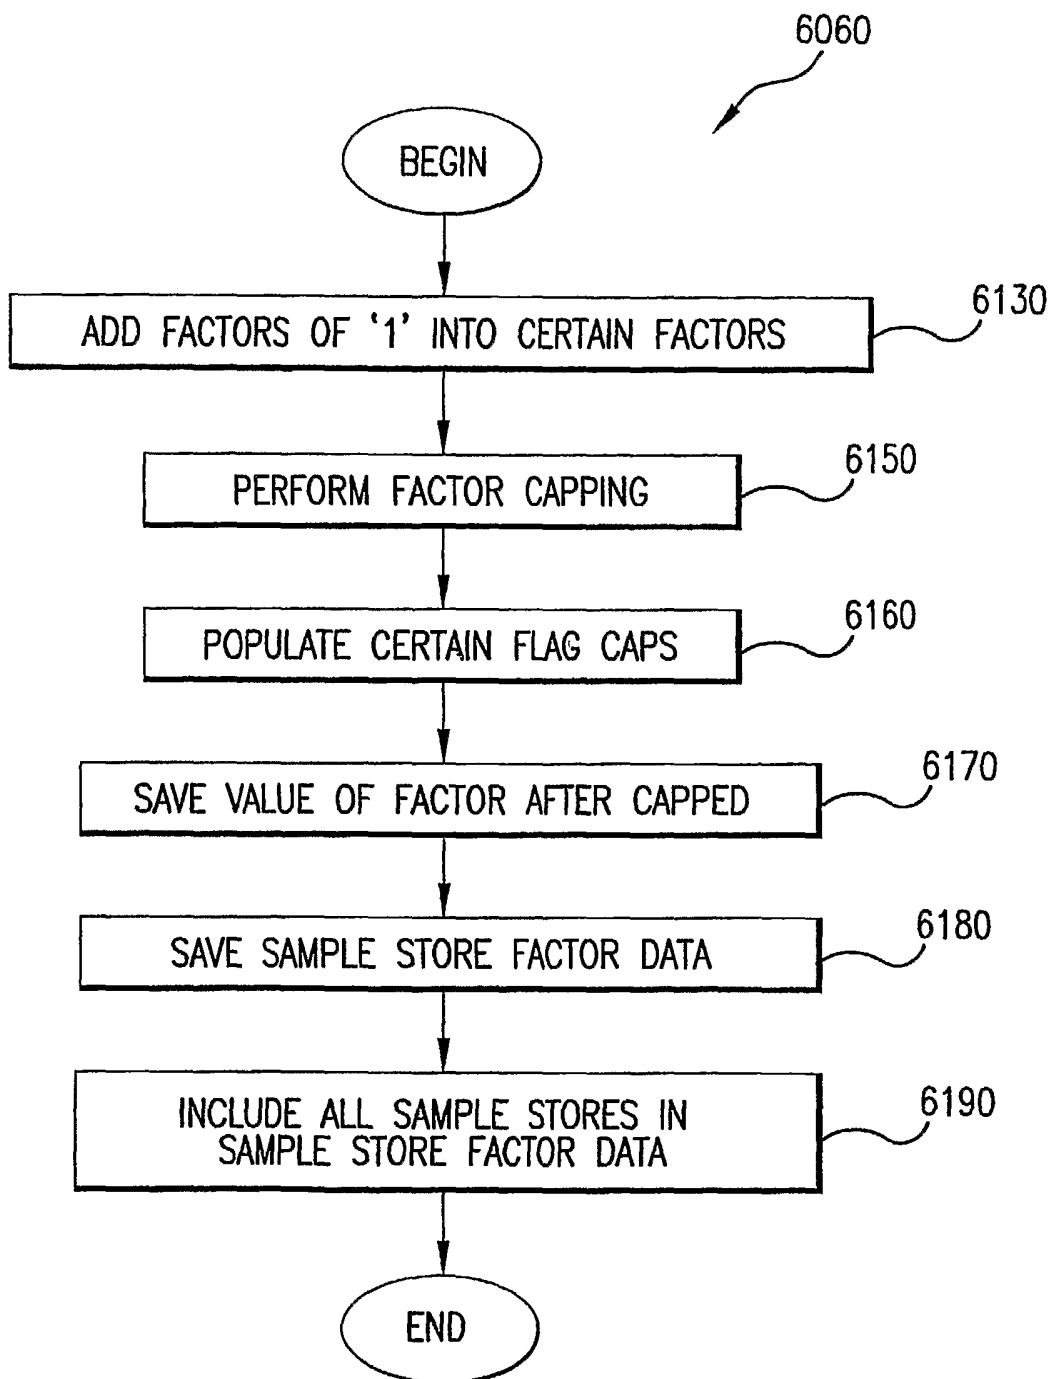 6060
BEGIN
ADD FACTORS OF ‘1’ INTO CERTAIN FACTORS
6130
PERFORM FACTOR CAPPING
6150
POPULATE CERTAIN FLAG CAPS
6160
SAVE VALUE OF FACTOR AFTER CAPPED
6170
SAVE SAMPLE STORE FACTOR DATA
6180
INCLUDE ALL SAMPLE STORES IN
SAMPLE STORE FACTOR DATA
6190
END